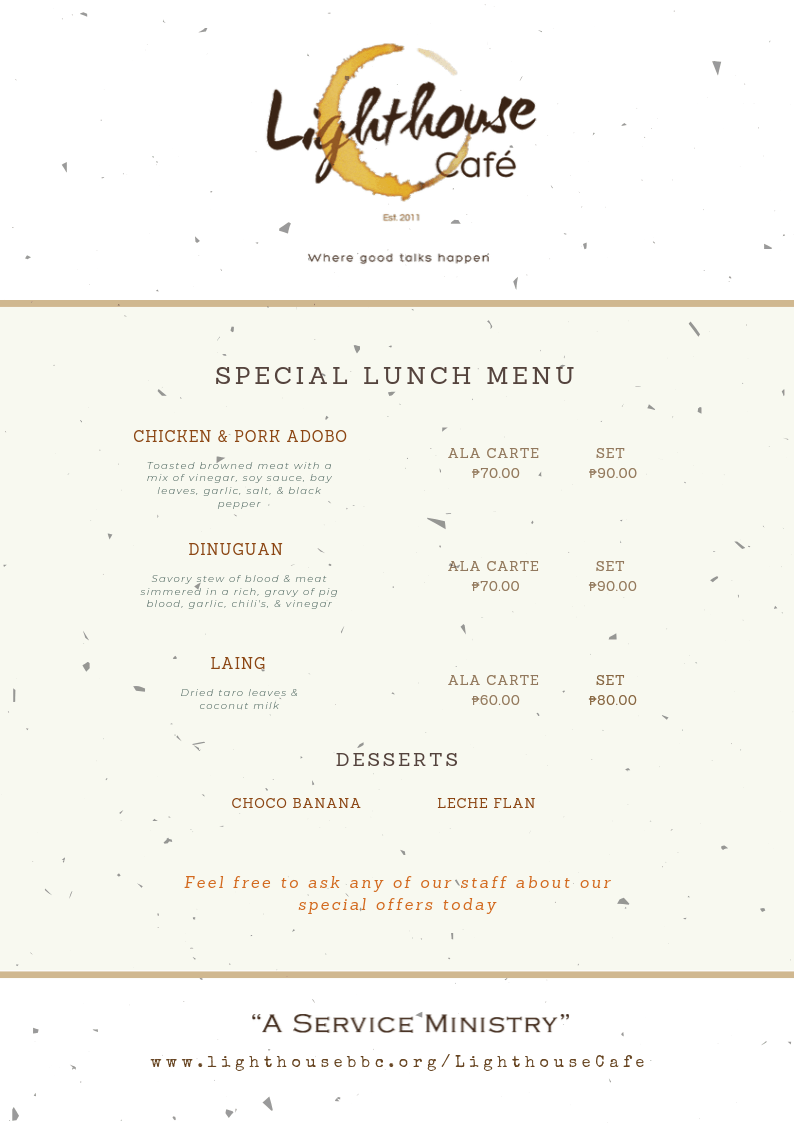 Lighthouse
Café
Est. 2011
Where good talks happen
SPECIAL LUNCH MENU
CHICKEN & PORK ADOBO
Toasted browned meat with a
mix of vinegar, soy sauce, bay
leaves, garlic, salt, & black
pepper
ALA CARTE SET
₱70.00 ₱90.00
DINUGUAN
Savory stew of blood & meat
simmered in a rich, gravy of pig
blood, garlic, chili's, & vinegar
ALA CARTE SET
₱70.00 ₱90.00
LAING
Dried taro leaves &
coconut milk
ALA CARTE SET
₱60.00 ₱80.00
DESSERTS
CHOCO BANANA LECHE FLAN
Feel free to ask any of our staff about our
special offers today
“A SERVICE MINISTRY”
www.lighthousebbc.org/LighthouseCafe